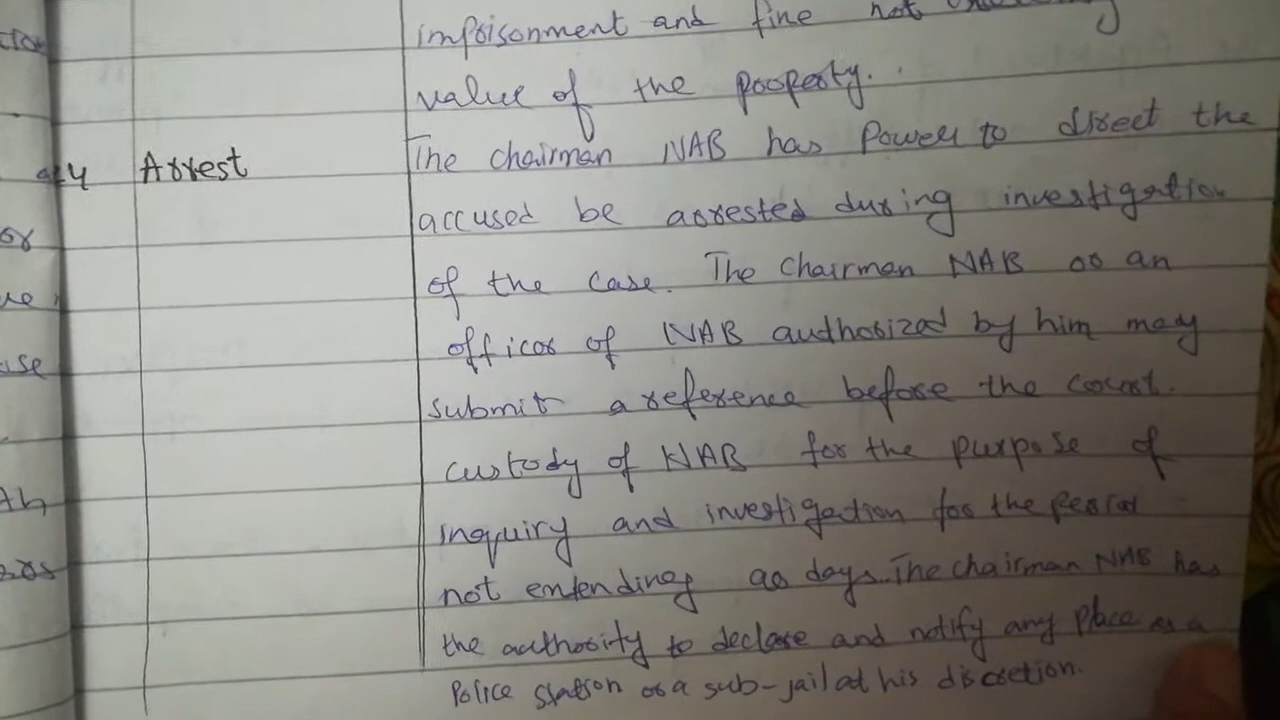 imprisonment and fine not
value of the property.
24 Arrest The chairman NAB has Power to direct the
accused be arrested during investigation
of the case. The Chairman NAB or an
officer of NAB authorized by him may
submit a reference before the court.
custody of NAB for the purpose of
inquiry and investigation for the period
not extending 90 days. The chairman NAB has
the authority to declare and notify any place as a
Police station or a sub-jail at his discretion.